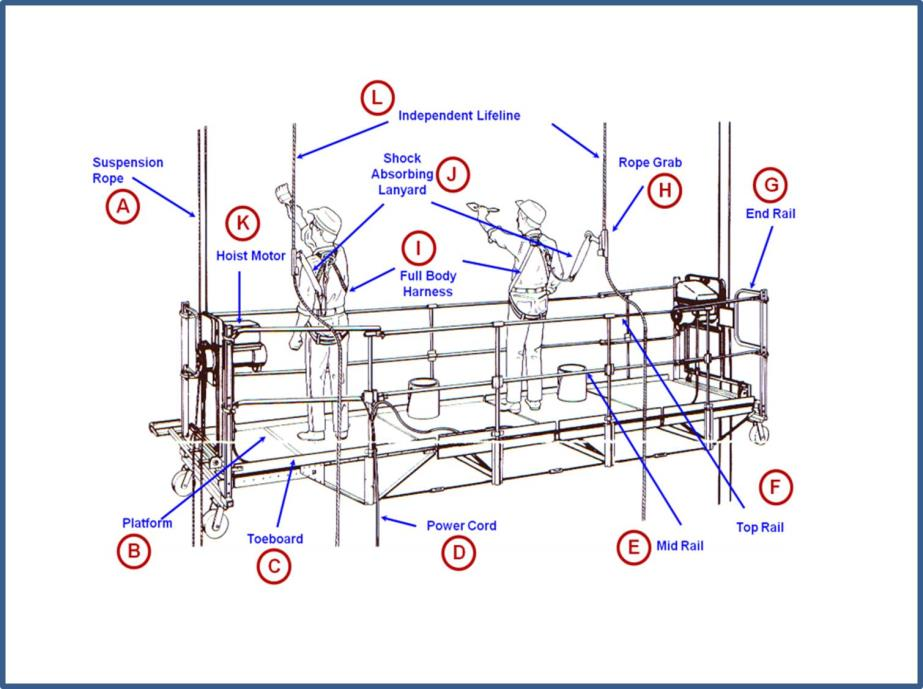 L
Independent Lifeline
Suspension
Rope
A
Shock
Absorbing
Lanyard
J
Rope Grab
H
G
End Rail
K
Hoist Motor
I
Full Body
Harness
Platform
B
Toeboard
C
Power Cord
D
E
Mid Rail
F
Top Rail